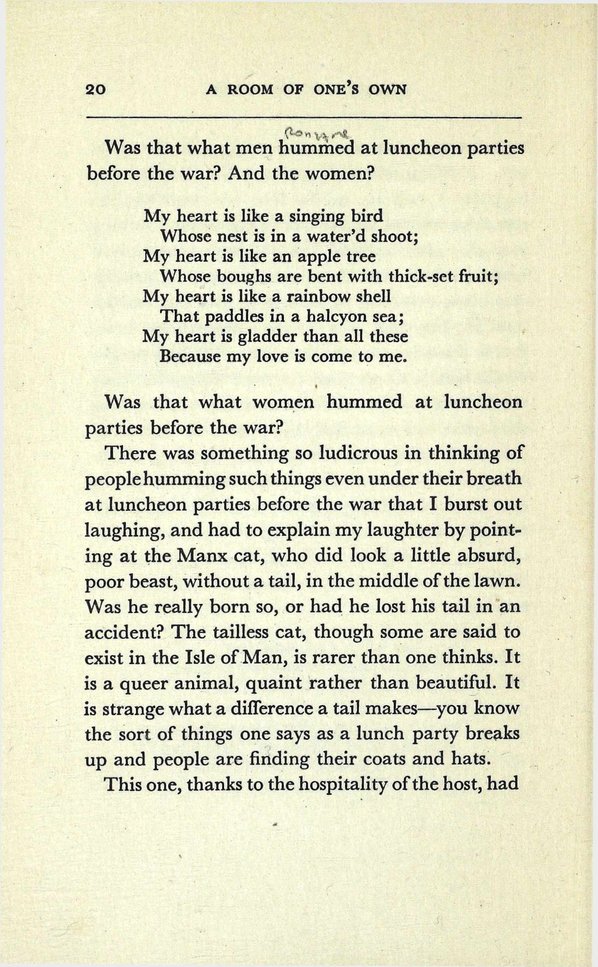 20 A ROOM OF ONE'S OWN
Was that what men hummed at luncheon parties
before the war? And the women?
My heart is like a singing bird
Whose nest is in a water'd shoot;
My heart is like an apple tree
Whose boughs are bent with thick-set fruit;
My heart is like a rainbow shell
That paddles in a halcyon sea;
My heart is gladder than all these
Because my love is come to me.
Was that what women hummed at luncheon
parties before the war?
There was something so ludicrous in thinking of
people humming such things even under their breath
at luncheon parties before the war that I burst out
laughing, and had to explain my laughter by point-
ing at the Manx cat, who did look a little absurd,
poor beast, without a tail, in the middle of the lawn.
Was he really born so, or had he lost his tail in an
accident? The tailless cat, though some are said to
exist in the Isle of Man, is rarer than one thinks. It
is a queer animal, quaint rather than beautiful. It
is strange what a difference a tail makes—you know
the sort of things one says as a lunch party breaks
up and people are finding their coats and hats.
This one, thanks to the hospitality of the host, had